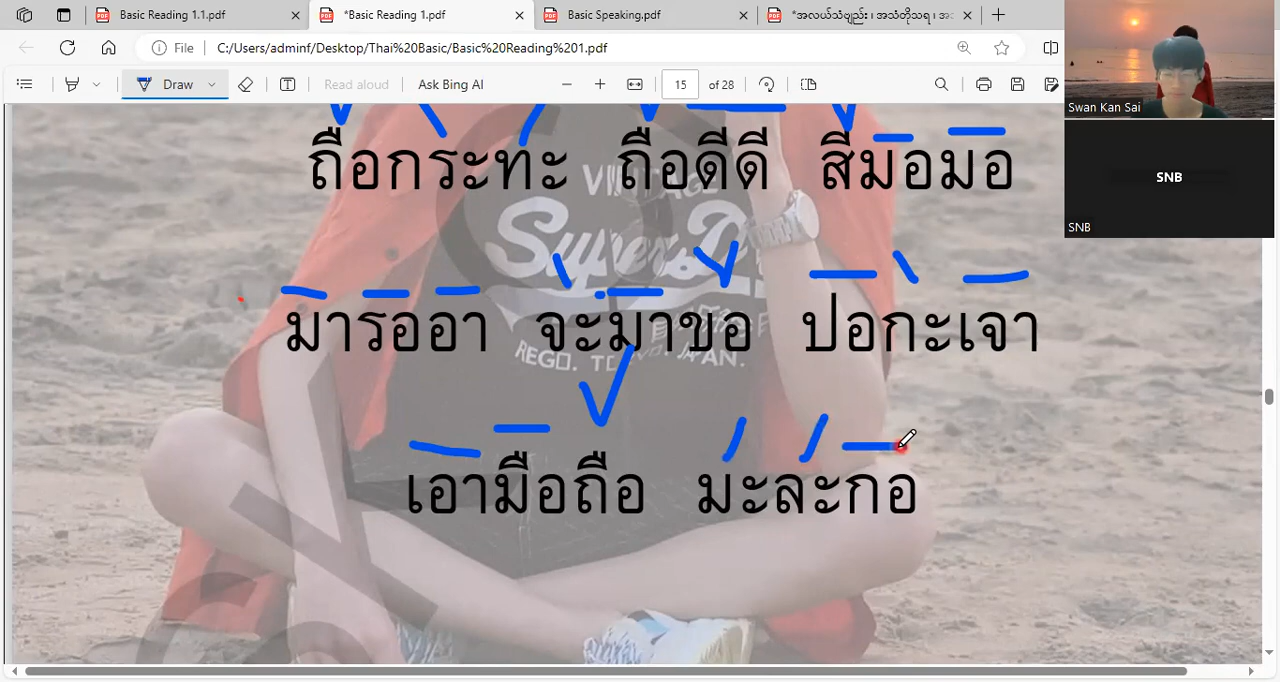 Basic Reading 1.1.pdf
*Basic Reading 1.pdf
Basic Speaking.pdf
File C:/Users/adminf/Desktop/Thai%20Basic/Basic%20Reading%201.pdf
Draw Read aloud Ask Bing AI 15 of 28
Swan Kan Sai
SNB
SNB
ถือกระทะ ถือดีดี สีมอมอ
VINTAGE
Super
มารออา จะมาขอ ปอกะเจา
REGD. JAPAN.
เอามือถือ มะละกอ